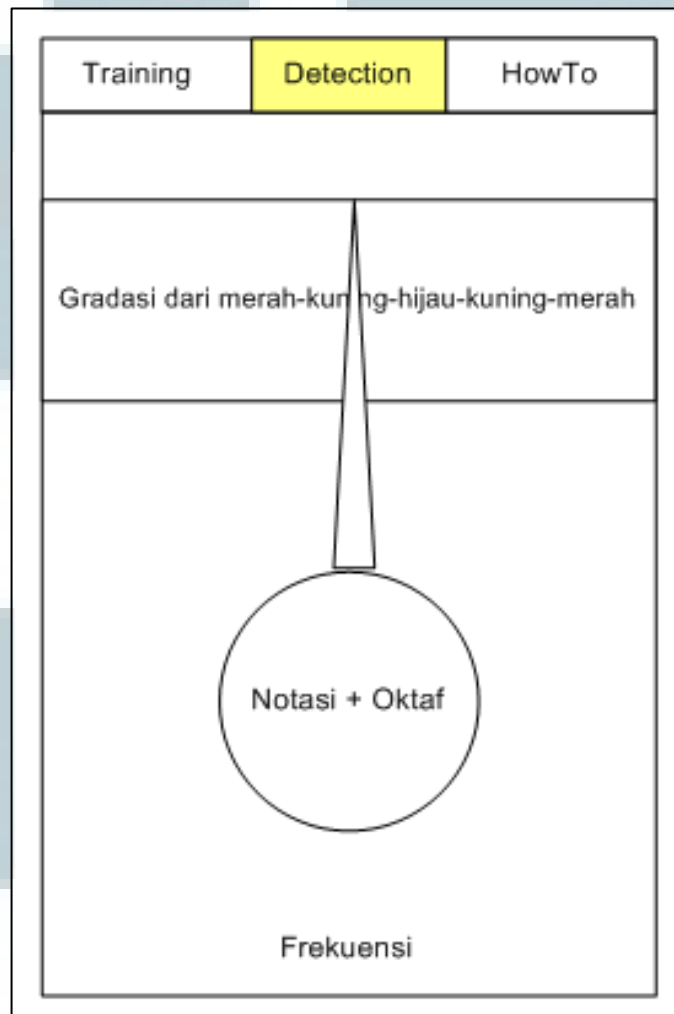 Training Detection HowTo
Gradasi dari merah-kuning-hijau-kuning-merah
Notasi + Oktaf
Frekuensi